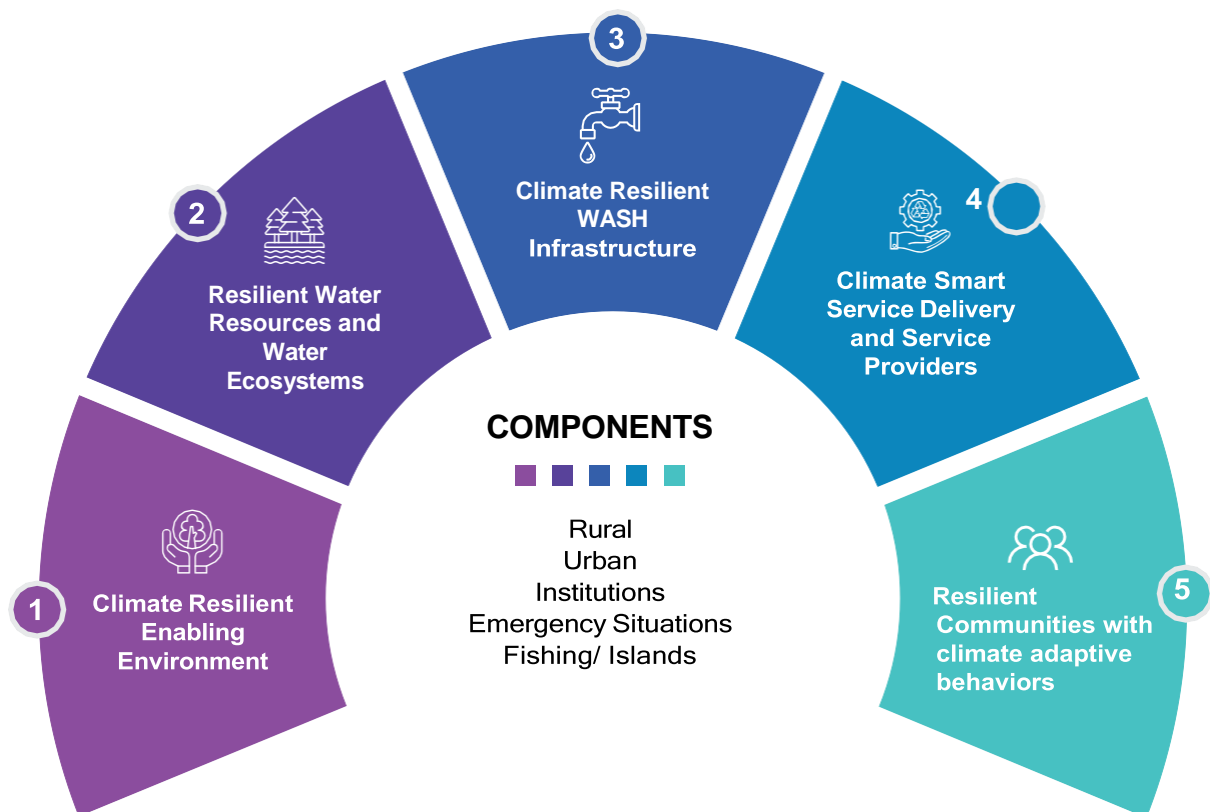 1
Climate Resilient
Enabling
Environment
2
Resilient Water
Resources and
Water
Ecosystems
3
Climate Resilient
WASH
Infrastructure
4
Climate Smart
Service Delivery
and Service
Providers
5
Resilient
Communities with
climate adaptive
behaviors
COMPONENTS
Rural
Urban
Institutions
Emergency Situations
Fishing/ Islands